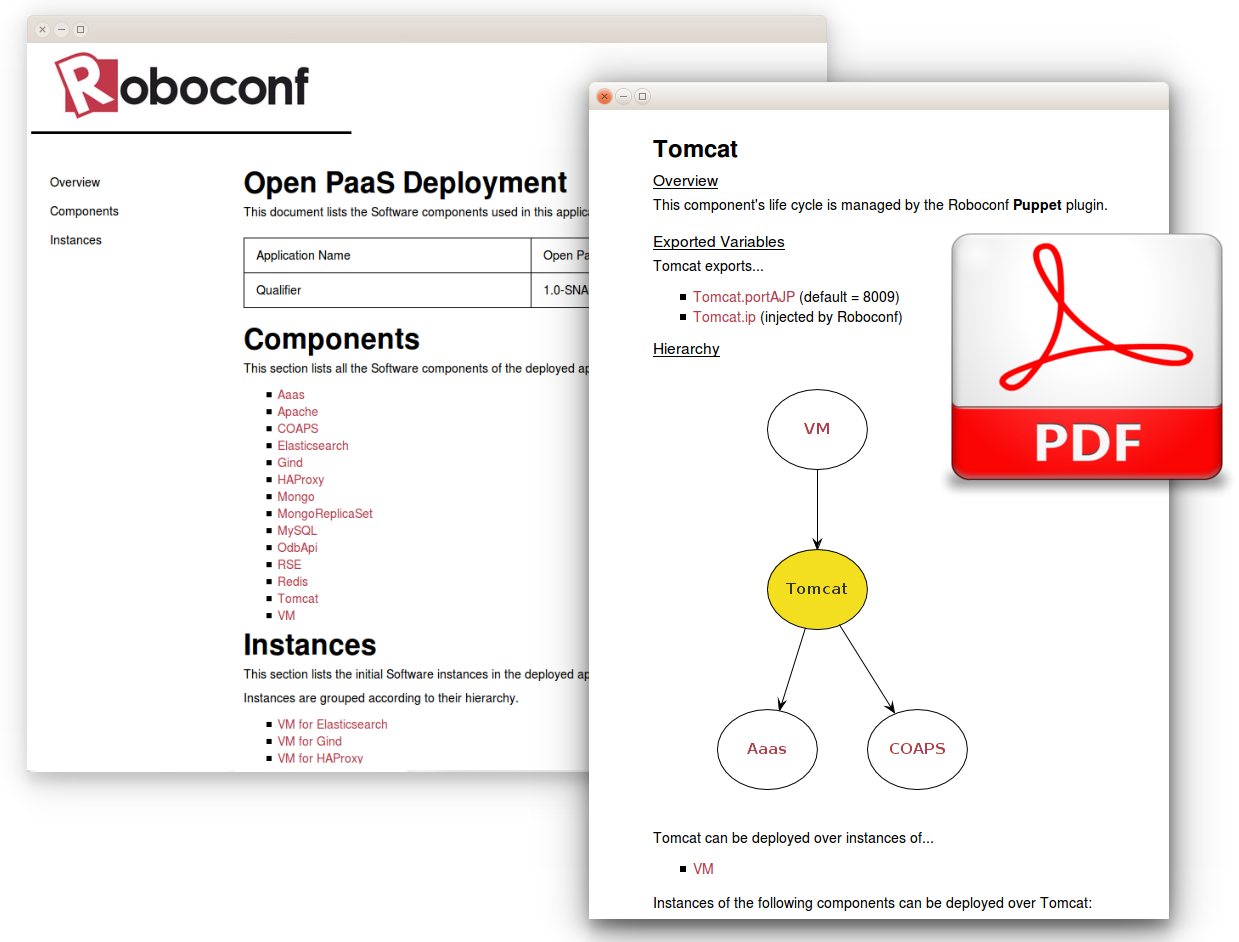 Roboconf
Overview
Components
Instances
Open PaaS Deployment
This document lists the Software components used in this applica
Application Name
Open Pa
Qualifier
1.0-SNA
Components
This section lists all the Software components of the deployed ap
Aaas
Apache
COAPS
Elasticsearch
Gind
HAProxy
Mongo
MongoReplicaSet
MySQL
OdbApi
RSE
Redis
Tomcat
VM
Instances
This section lists the initial Software instances in the deployed ap
Instances are grouped according to their hierarchy.
VM for Elasticsearch
VM for Gind
VM for HAProxy
Tomcat
Overview
This component's life cycle is managed by the Roboconf Puppet plugin.
Exported Variables
Tomcat exports...
Tomcat.portAJP (default = 8009)
Tomcat.ip (injected by Roboconf)
Hierarchy
VM
Tomcat
Aaas
COAPS
Tomcat can be deployed over instances of...
VM
Instances of the following components can be deployed over Tomcat:
PDF